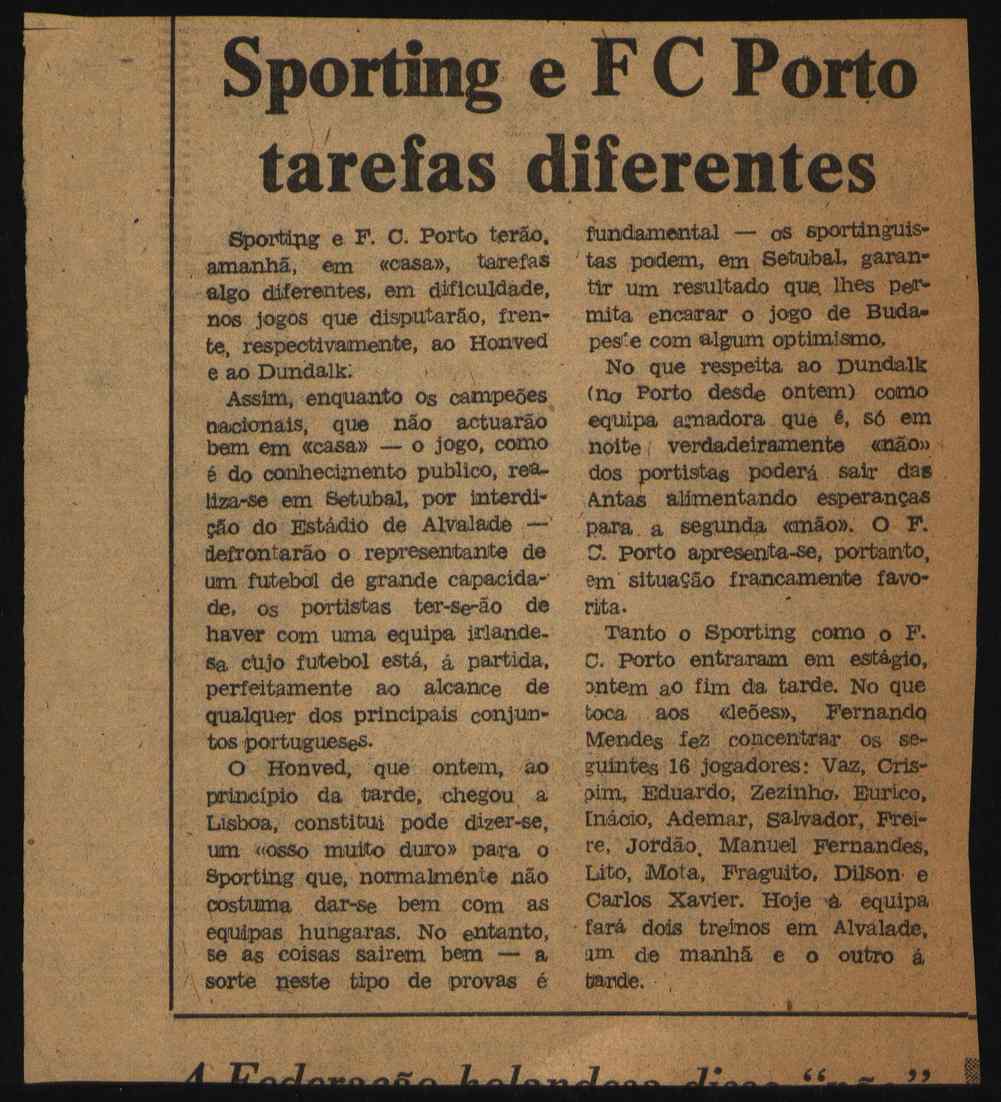 Sporting e F C Porto
tarefas diferentes
Sporting e F. C. Porto terão,
amanhã, em «casa», tarefas
algo diferentes, em dificuldade,
nos jogos que disputarão, fren-
te, respectivamente, ao Honved
e ao Dundalk.
Assim, enquanto os campeões
nacionais, que não actuarão
bem em «casa» — o jogo, como
é do conhecimento publico, rea-
liza-se em Setubal, por interdi-
ção do Estádio de Alvalade —
defrontarão o representante de
um futebol de grande capacida-
de, os portistas ter-se-ão de
haver com uma equipa irlande-
sa cujo futebol está, á partida,
perfeitamente ao alcance de
qualquer dos principais conjun-
tos portugueses.
O Honved, que ontem, ao
princípio da tarde, chegou a
Lisboa, constitui pode dizer-se,
um «osso muito duro» para o
Sporting que, normalmente não
costuma dar-se bem com as
equipas hungaras. No entanto,
se as coisas sairem bem — a
sorte neste tipo de provas é
fundamental — os sportinguis-
tas podem, em Setubal, garan-
tir um resultado que lhes per-
mita encarar o jogo de Buda-
peste com algum optimismo.
No que respeita ao Dundalk
(no Porto desde ontem) como
equipa amadora que é, só em
noite verdadeiramente «não»
dos portistas poderá sair das
Antas alimentando esperanças
para a segunda «mão». O F.
C. Porto apresenta-se, portanto,
em situação francamente favo-
rita.
Tanto o Sporting como o F.
C. Porto entraram em estágio,
ontem ao fim da tarde. No que
toca aos «leões», Fernando
Mendes fez concentrar os se-
guintes 16 jogadores: Vaz, Cris-
pim, Eduardo, Zezinho, Eurico,
Inácio, Ademar, Salvador, Frei-
re, Jordão, Manuel Fernandes,
Lito, Mota, Fraguito, Dilson e
Carlos Xavier. Hoje a equipa
fará dois treinos em Alvalade,
um de manhã e o outro á
tarde.
A Federação holandesa disse “não”